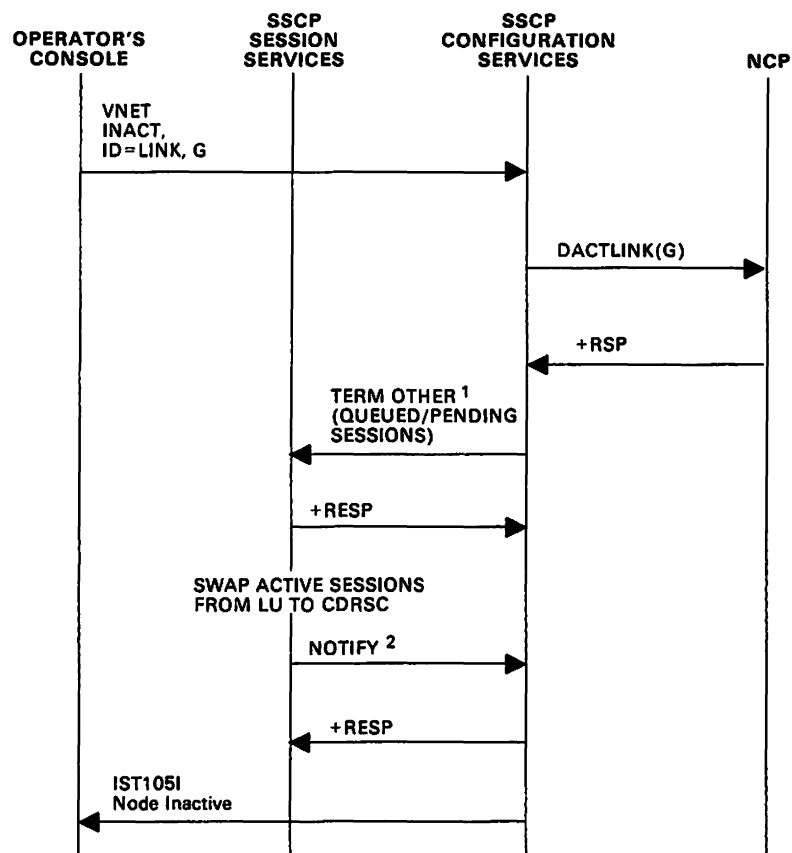 OPERATOR'S
CONSOLE
SSCP
SESSION
SERVICES
SSCP
CONFIGURATION
SERVICES
NCP
VNET
INACT,
ID=LINK, G
DACTLINK(G)
+RSP
TERM OTHER 1
(QUEUED/PENDING
SESSIONS)
+RESP
SWAP ACTIVE SESSIONS
FROM LU TO CDRSC
NOTIFY 2
+RESP
IST105I
Node Inactive